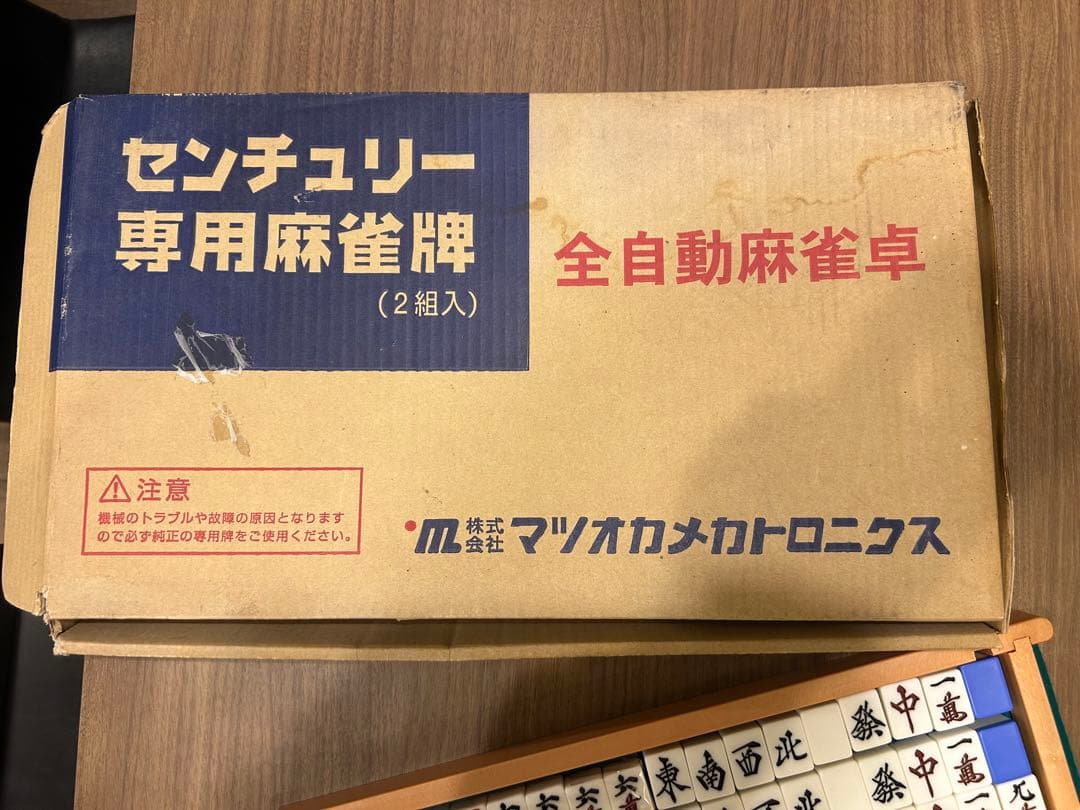 センチュリー
専用麻雀牌
(2組入)
全自動麻雀卓
注意
機械のトラブルや故障の原因となります
ので必ず純正の専用牌をご使用ください。
m 株式会社 マツオカメカトロニクス
六 六 東 南 西 北 發 中 一萬
發 中 一萬
九